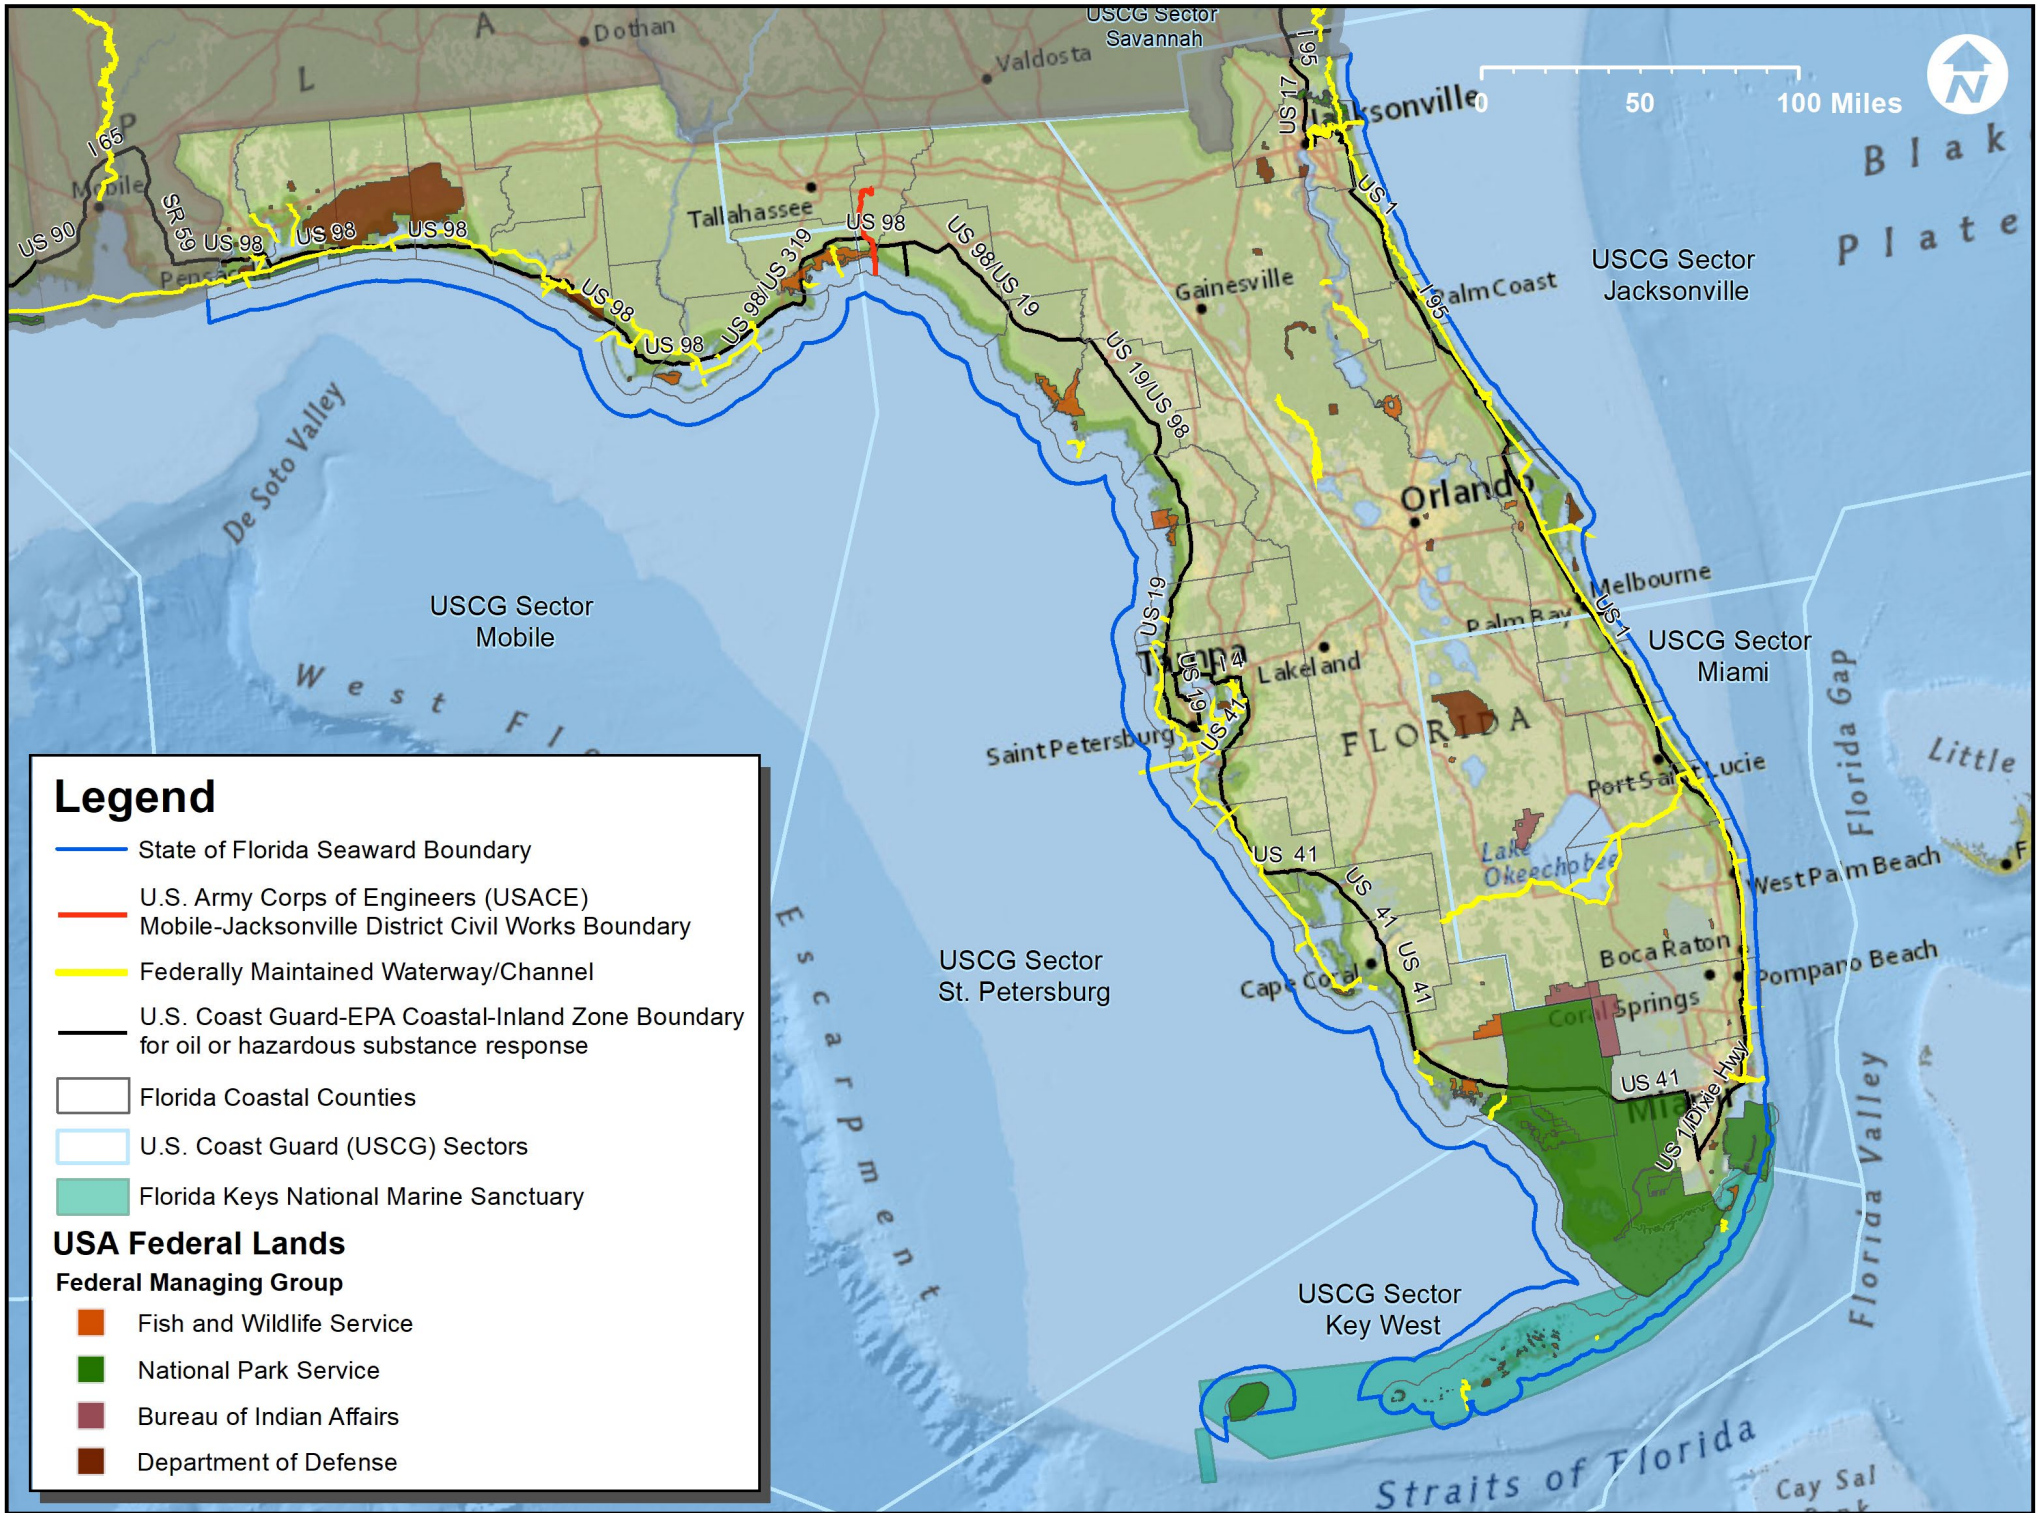 USCG Sector
Savannah
A
Dothan
Valdosta
L
P
I 95
US 17
Jacksonville
0 50 100 Miles
N
Blak
Plate
I 65
Mobile
SR 59
US 90
US 98
US 98
US 98
Pensacola
Tallahassee
US 98
US 98/US 319
US 98/US 19
US 98
US 98
US 1
USCG Sector
Jacksonville
Gainesville
Palm Coast
I 95
US 19/US 98
De Soto Valley
Orlando
USCG Sector
Mobile
US 19
Melbourne
Palm Bay
US 1
USCG Sector
Miami
West Flo
Tampa
US 19
I 4
Lakeland
US 41
Saint Petersburg
FLORIDA
Florida Gap
Little
Port Saint Lucie
F
US 41
US 41
US 41
Lake
Okeechobee
West Palm Beach
Escarpment
USCG Sector
St. Petersburg
Cape Coral
Boca Raton
Pompano Beach
Coral Springs
US 41
Miami
US 1/Dixie Hwy
Florida Valley
USCG Sector
Key West
Straits of Florida
Cay Sal
Bank
Legend
State of Florida Seaward Boundary
U.S. Army Corps of Engineers (USACE)
Mobile-Jacksonville District Civil Works Boundary
Federally Maintained Waterway/Channel
U.S. Coast Guard-EPA Coastal-Inland Zone Boundary
for oil or hazardous substance response
Florida Coastal Counties
U.S. Coast Guard (USCG) Sectors
Florida Keys National Marine Sanctuary
USA Federal Lands
Federal Managing Group
Fish and Wildlife Service
National Park Service
Bureau of Indian Affairs
Department of Defense